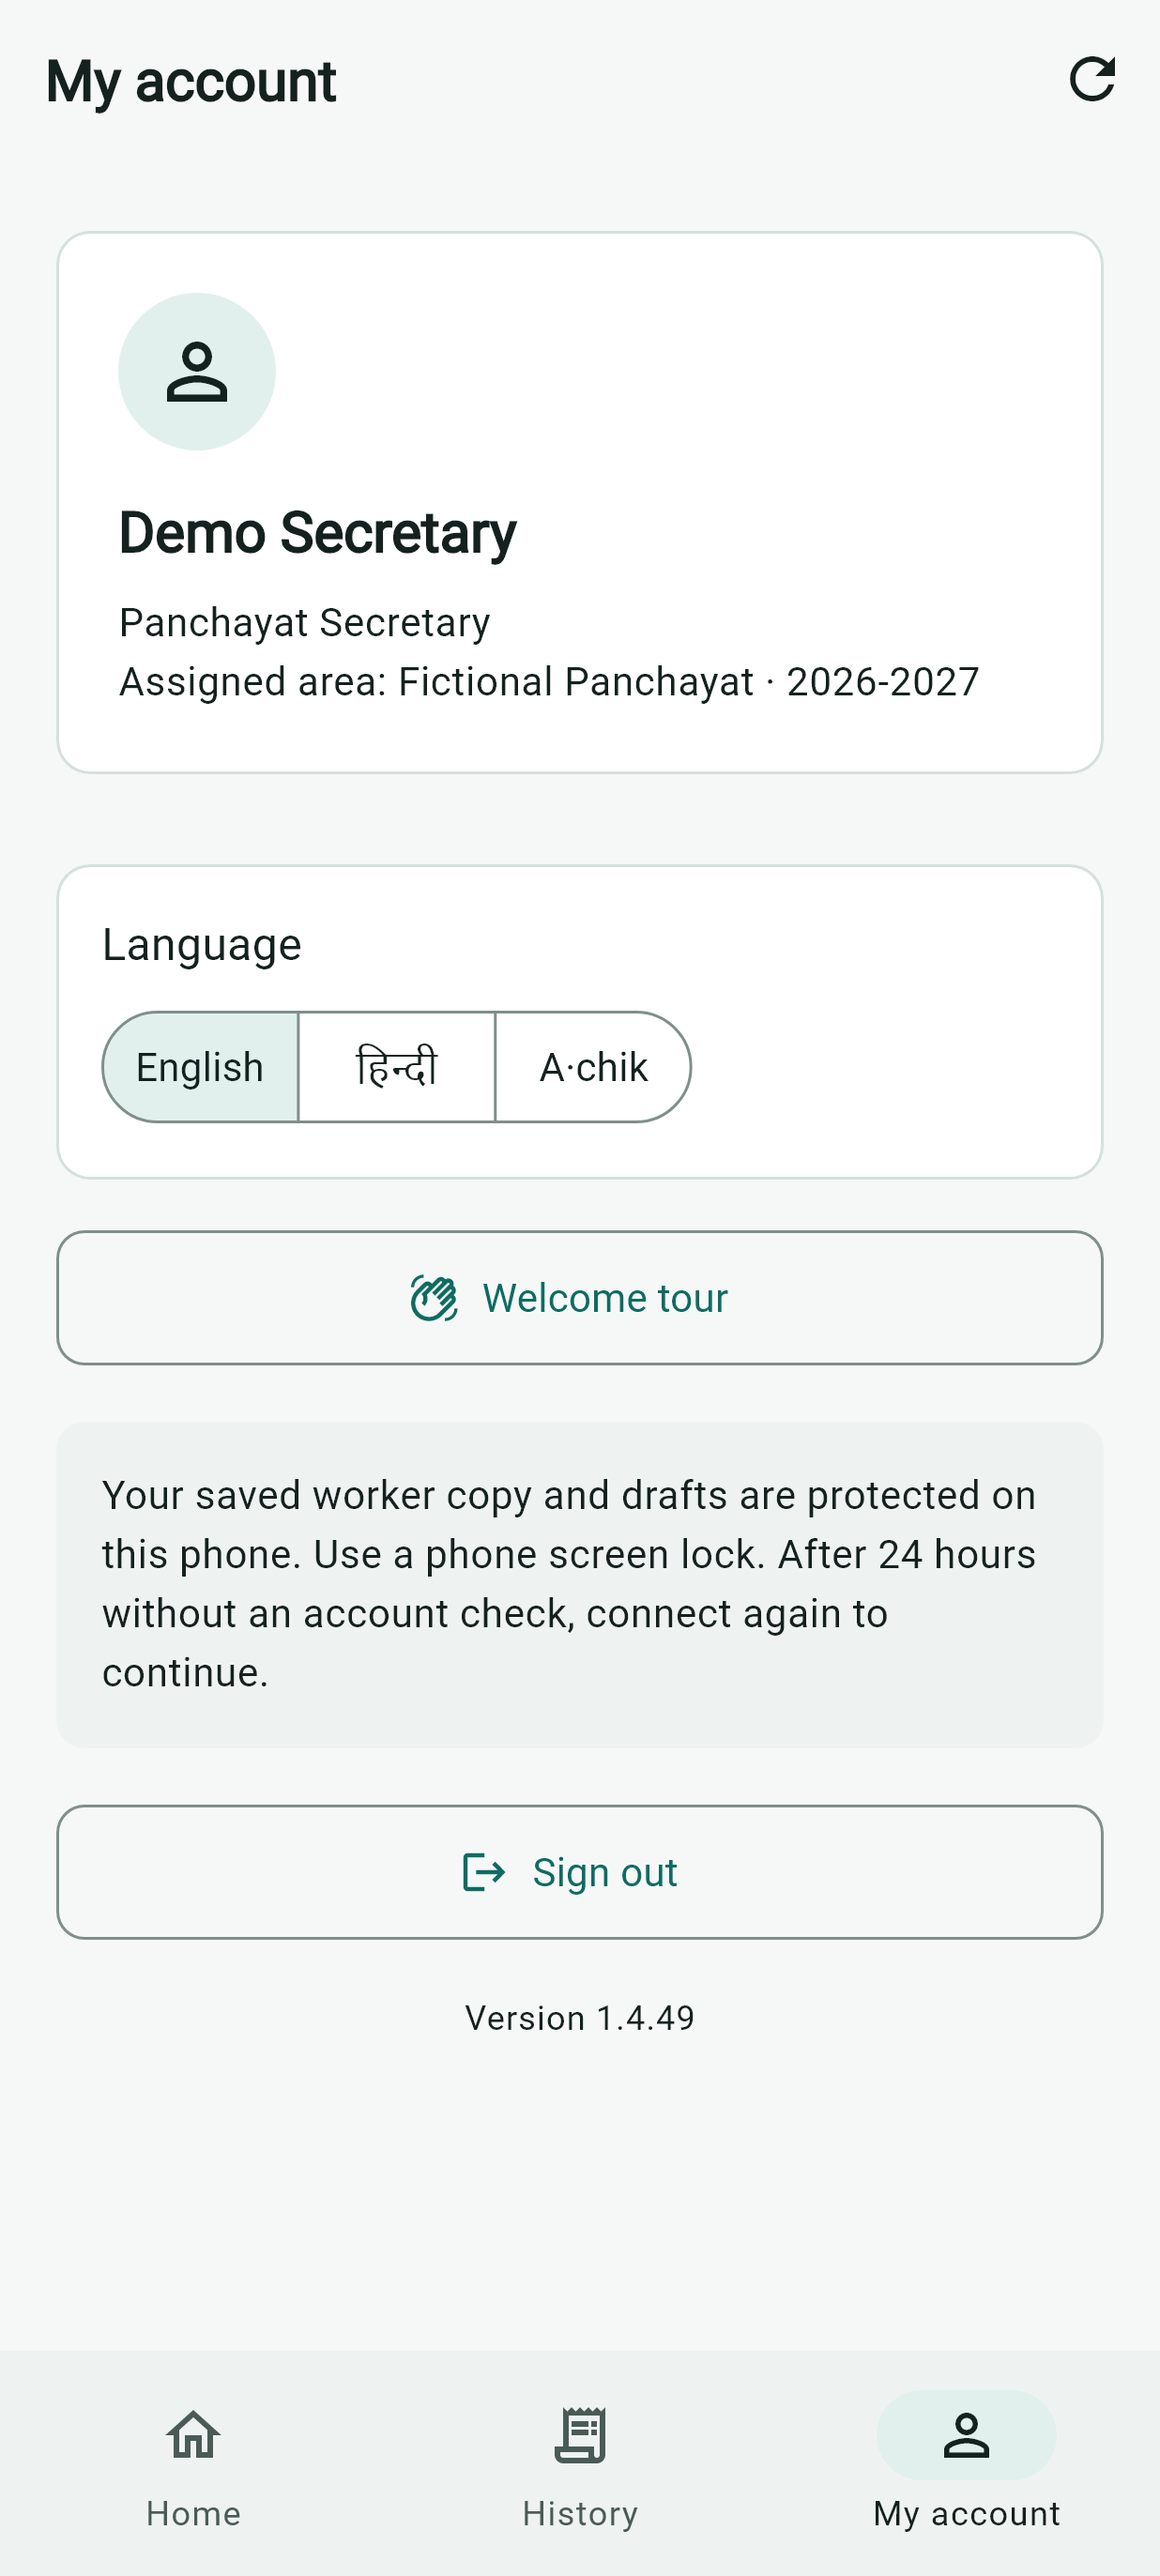 My account
Demo Secretary
Panchayat Secretary
Assigned area: Fictional Panchayat · 2026-2027
Language
English
हिन्दी
A·chik
Welcome tour
Your saved worker copy and drafts are protected on
this phone. Use a phone screen lock. After 24 hours
without an account check, connect again to
continue.
Sign out
Version 1.4.49
Home
History
My account